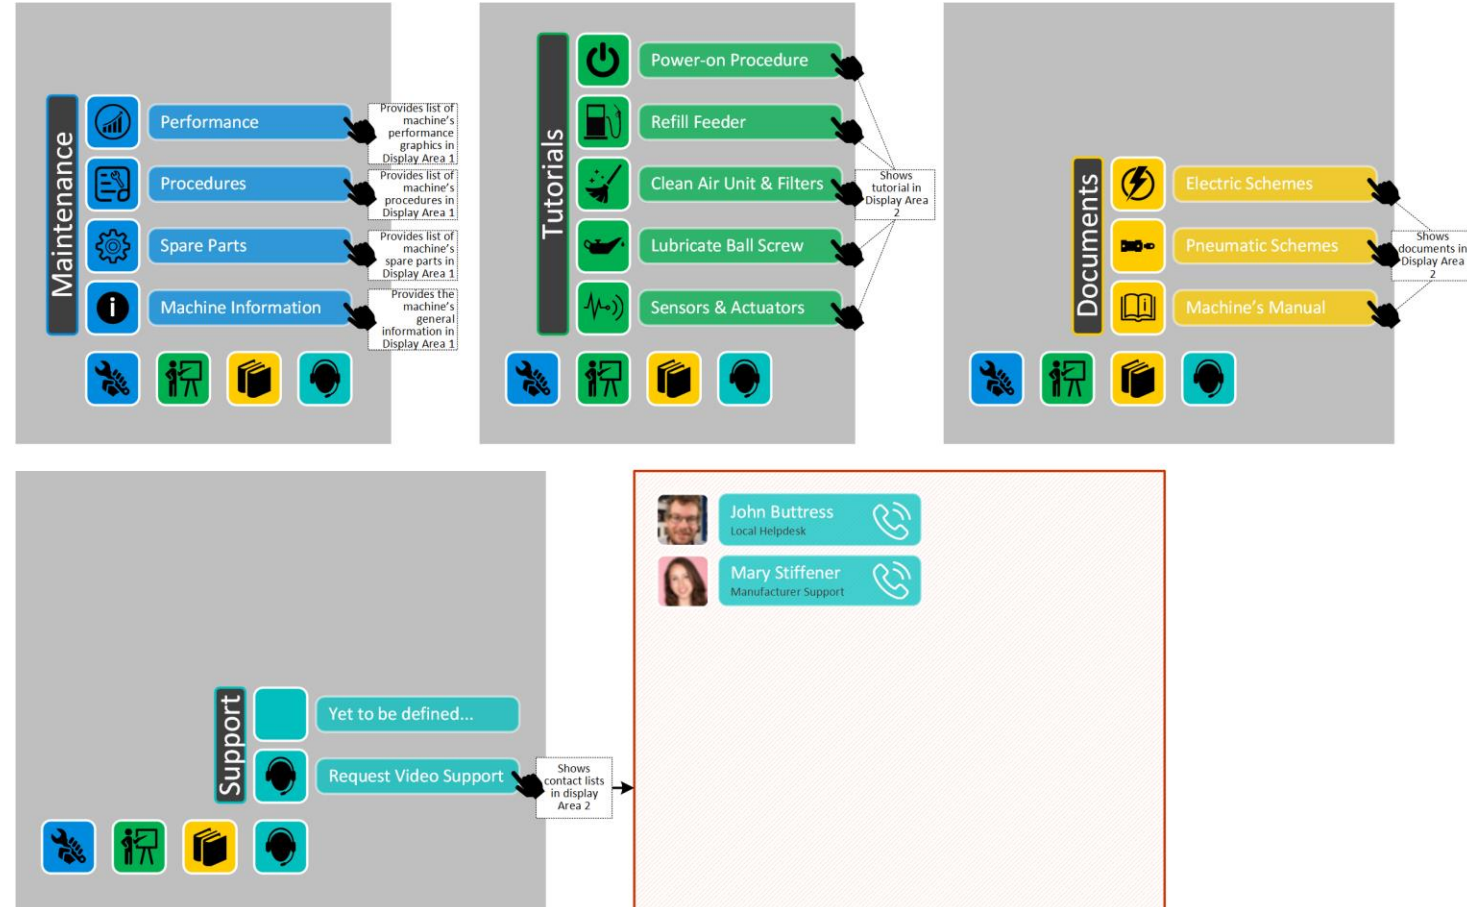 Maintenance
Performance
Provides list of
machine's
performance
graphics in
Display Area 1
Procedures
Provides list of
machine's
procedures in
Display Area 1
Spare Parts
Provides list of
machine's
spare parts in
Display Area 1
Machine Information
Provides the
machine's
general
information in
Display Area 1
Tutorials
Power-on Procedure
Refill Feeder
Clean Air Unit & Filters
Lubricate Ball Screw
Sensors & Actuators
Shows
tutorial in
Display Area
2
Documents
Electric Schemes
Pneumatic Schemes
Machine's Manual
Shows
documents in
Display Area
2
Support
Yet to be defined...
Request Video Support
Shows
contact lists
in display
Area 2
John Buttress
Local Helpdesk
Mary Stiffener
Manufacturer Support